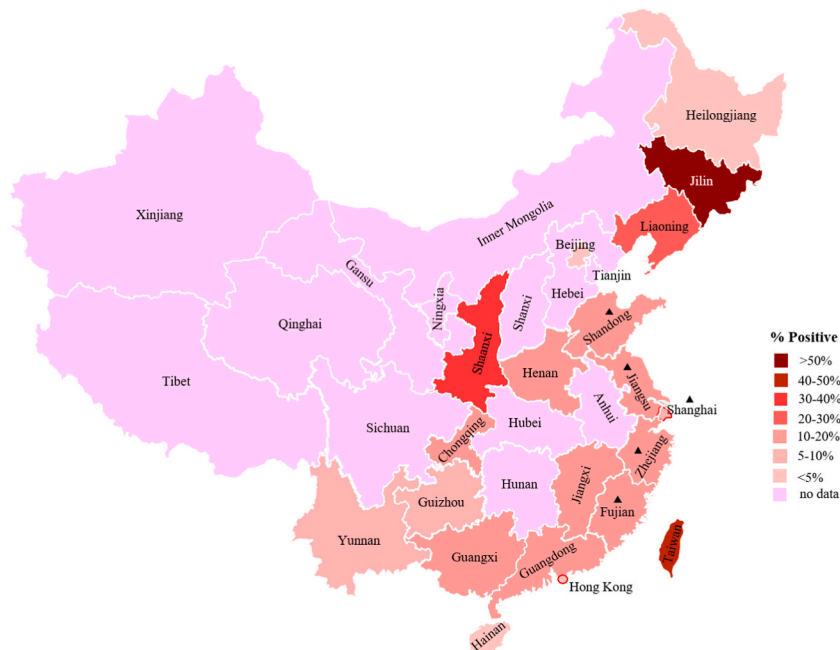 Heilongjiang
Jilin
Xinjiang
Inner Mongolia
Liaoning
Beijing
Gansu
Tianjin
Ningxia
Shanxi
Hebei
Qinghai
Shandong
% Positive
>50%
40-50%
30-40%
20-30%
10-20%
5-10%
<5%
no data
Shaanxi
Henan
Tibet
Jiangsu
Anhui
Shanghai
Sichuan
Hubei
Chongqing
Zhejiang
Hunan
Jiangxi
Guizhou
Fujian
Yunnan
Taiwan
Guangxi
Guangdong
Hong Kong
Hainan